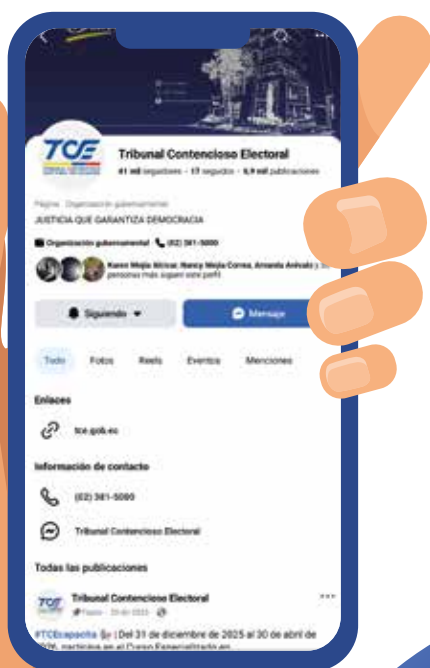 TCE
Tribunal Contencioso Electoral
41 mil seguidores · 17 seguidos · 6,9 mil publicaciones
Página · Organización gubernamental
JUSTICIA QUE GARANTIZA DEMOCRACIA
Organización gubernamental (02) 381-5000
Karen Mejía Alcívar, Nancy Mejía Correa, Amanda Arévalo y
personas más siguen este perfil
Siguiendo Mensaje
Todo Fotos Reels Eventos Menciones
Enlaces
tce.gob.ec
Información de contacto
(02) 381-5000
Tribunal Contencioso Electoral
Todas las publicaciones
TCE
Tribunal Contencioso Electoral
#TCEcapacita | Del 31 de diciembre de 2025 al 30 de abril de
2026, participa en el Curso Especializado en